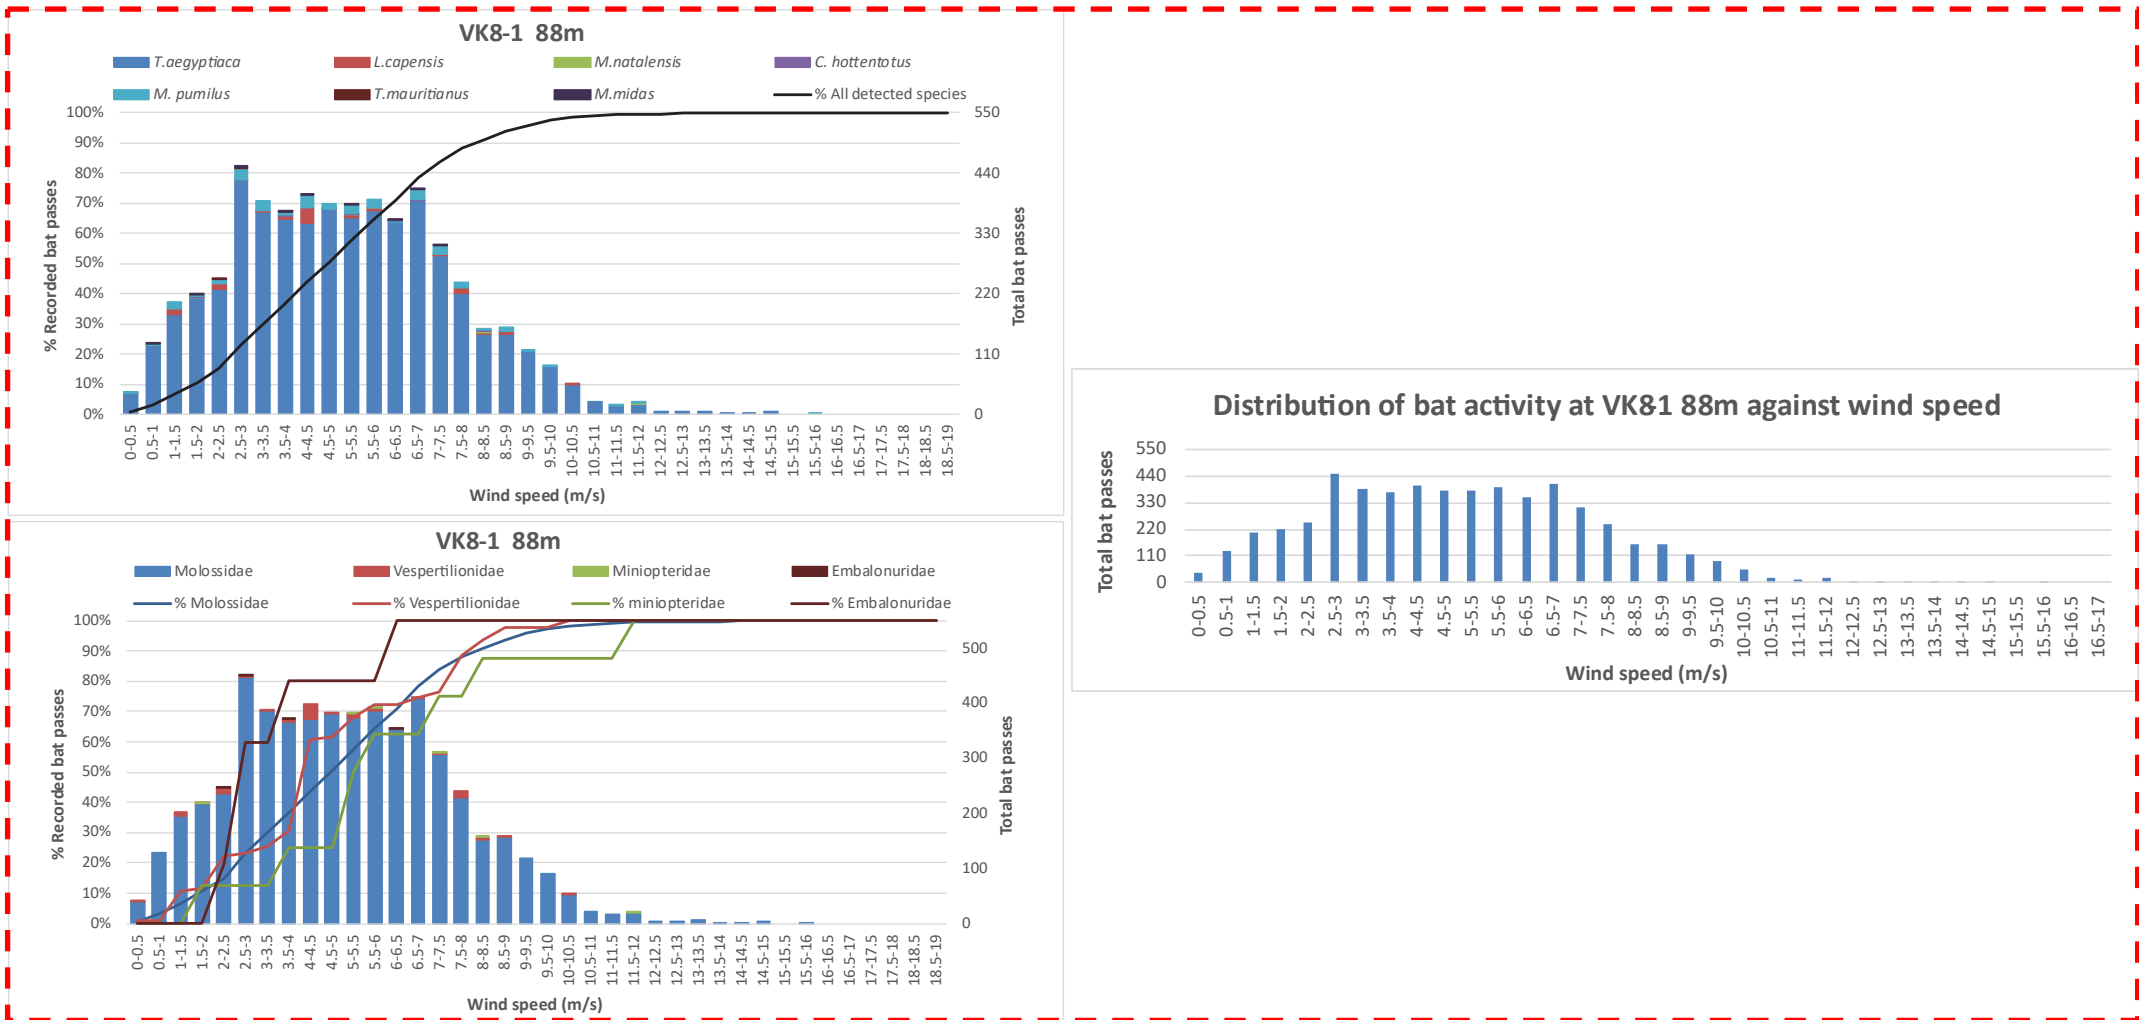 VK8-1  88m
T.aegyptiaca L.capensis M.natalensis C. hottentotus
M. pumilus T.mauritianus M.midas % All detected species
100% 550
90%
80% 440
70%
60% 330
50%
40% 220
30%
20% 110
10%
0% 0
% Recorded bat passes
Total bat passes
0-0.5 0.5-1 1-1.5 1.5-2 2-2.5 2.5-3 3-3.5 3.5-4 4-4.5 4.5-5 5-5.5 5.5-6 6-6.5 6.5-7 7-7.5 7.5-8 8-8.5 8.5-9 9-9.5 9.5-10 10-10.5 10.5-11 11-11.5 11.5-12 12-12.5 12.5-13 13-13.5 13.5-14 14-14.5 14.5-15 15-15.5 15.5-16 16-16.5 16.5-17 17-17.5 17.5-18 18-18.5 18.5-19
Wind speed (m/s)
VK8-1  88m
Molossidae Vespertilionidae Miniopteridae Embalonuridae
% Molossidae % Vespertilionidae % miniopteridae % Embalonuridae
100%
90% 500
80%
70% 400
60%
50% 300
40% 200
30%
20% 100
10%
0% 0
% Recorded bat passes
Total bat passes
0-0.5 0.5-1 1-1.5 1.5-2 2-2.5 2.5-3 3-3.5 3.5-4 4-4.5 4.5-5 5-5.5 5.5-6 6-6.5 6.5-7 7-7.5 7.5-8 8-8.5 8.5-9 9-9.5 9.5-10 10-10.5 10.5-11 11-11.5 11.5-12 12-12.5 12.5-13 13-13.5 13.5-14 14-14.5 14.5-15 15-15.5 15.5-16 16-16.5 16.5-17 17-17.5 17.5-18 18-18.5 18.5-19
Wind speed (m/s)
Distribution of bat activity at VK81 88m against wind speed
550
440
330
220
110
0
Total bat passes
0-0.5 0.5-1 1-1.5 1.5-2 2-2.5 2.5-3 3-3.5 3.5-4 4-4.5 4.5-5 5-5.5 5.5-6 6-6.5 6.5-7 7-7.5 7.5-8 8-8.5 8.5-9 9-9.5 9.5-10 10-10.5 10.5-11 11-11.5 11.5-12 12-12.5 12.5-13 13-13.5 13.5-14 14-14.5 14.5-15 15-15.5 15.5-16 16-16.5 16.5-17
Wind speed (m/s)